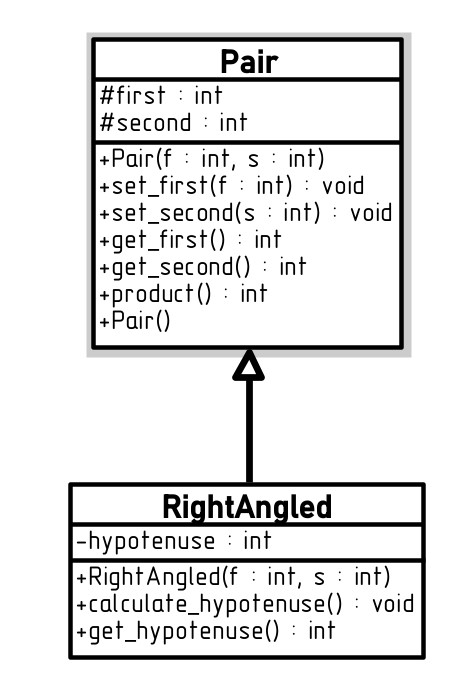 Pair
#first : int
#second : int
+Pair(f : int, s : int)
+set_first(f : int) : void
+set_second(s : int) : void
+get_first() : int
+get_second() : int
+product() : int
+Pair()
RightAngled
-hypotenuse : int
+RightAngled(f : int, s : int)
+calculate_hypotenuse() : void
+get_hypotenuse() : int